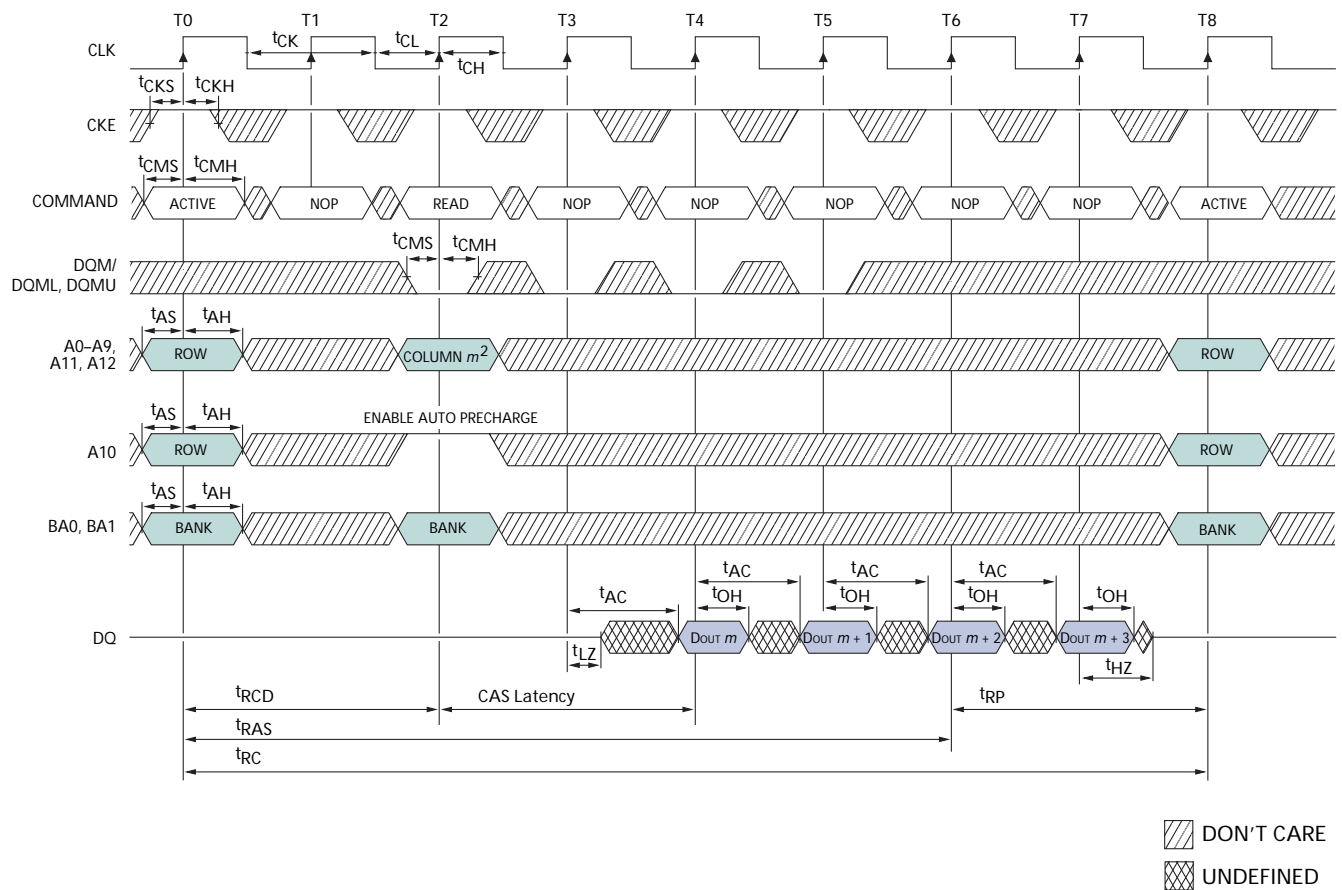 T0 T1 T2 T3 T4 T5 T6 T7 T8
CLK tCK tCL
tCH
tCKS tCKH
CKE
tCMS tCMH
COMMAND ACTIVE NOP READ NOP NOP NOP NOP NOP ACTIVE
tCMS tCMH
DQM/
DQML, DQMU
tAS tAH
A0–A9,
A11, A12 ROW COLUMN m2 ROW
tAS tAH ENABLE AUTO PRECHARGE
A10 ROW ROW
tAS tAH
BA0, BA1 BANK BANK BANK
tAC tAC tAC tAC
tOH tOH tOH tOH
DQ DOUT m DOUT m + 1 DOUT m + 2 DOUT m + 3
tLZ tHZ
tRCD CAS Latency tRP
tRAS
tRC
DON'T CARE
UNDEFINED